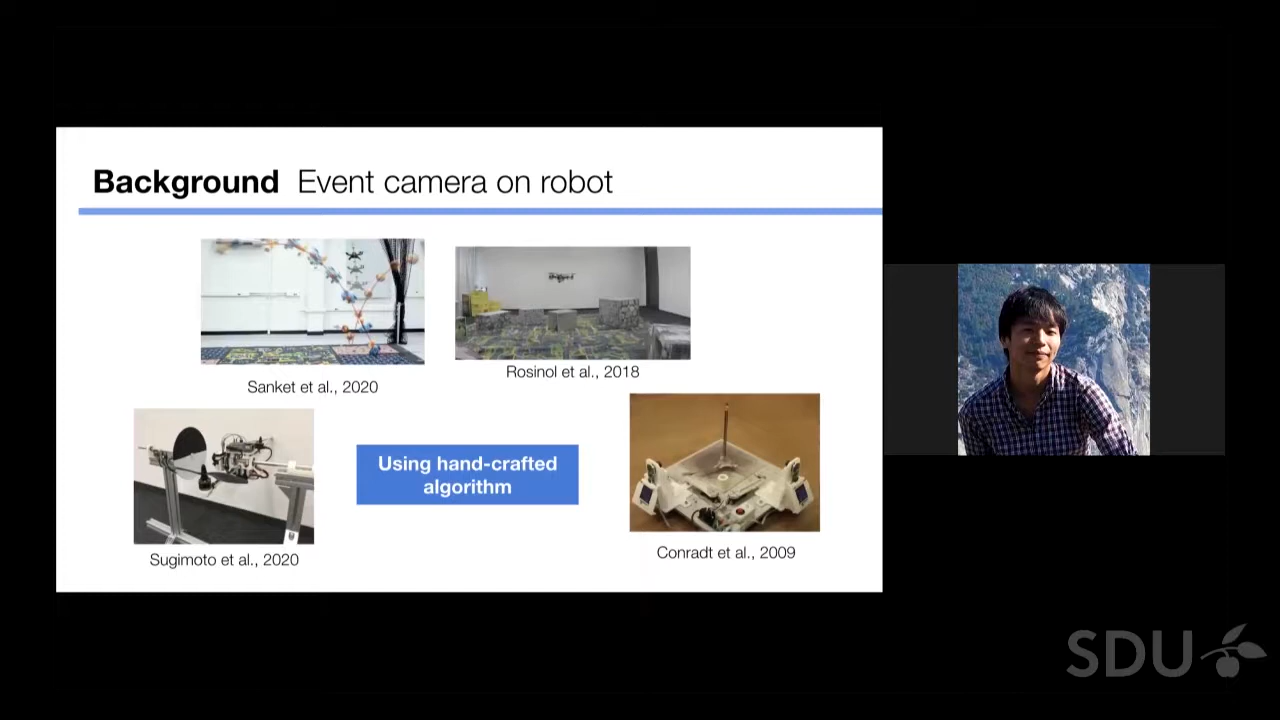 Background Event camera on robot
Sanket et al., 2020
Rosinol et al., 2018
Using hand-crafted
algorithm
Sugimoto et al., 2020
Conradt et al., 2009
SDU